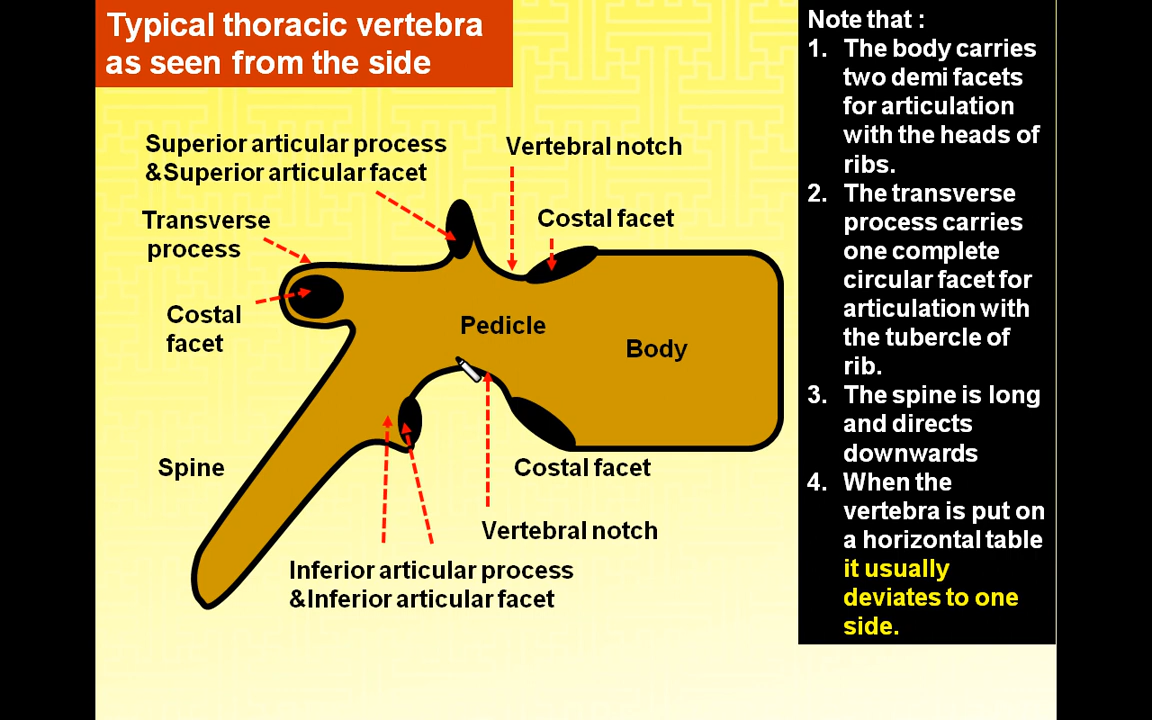 Typical thoracic vertebra
as seen from the side
Superior articular process
&Superior articular facet
Vertebral notch
Transverse
process
Costal facet
Costal
facet
Pedicle
Body
Spine
Costal facet
Vertebral notch
Inferior articular process
&Inferior articular facet
Note that :
1. The body carries
two demi facets
for articulation
with the heads of
ribs.
2. The transverse
process carries
one complete
circular facet for
articulation with
the tubercle of
rib.
3. The spine is long
and directs
downwards
4. When the
vertebra is put on
a horizontal table
it usually
deviates to one
side.